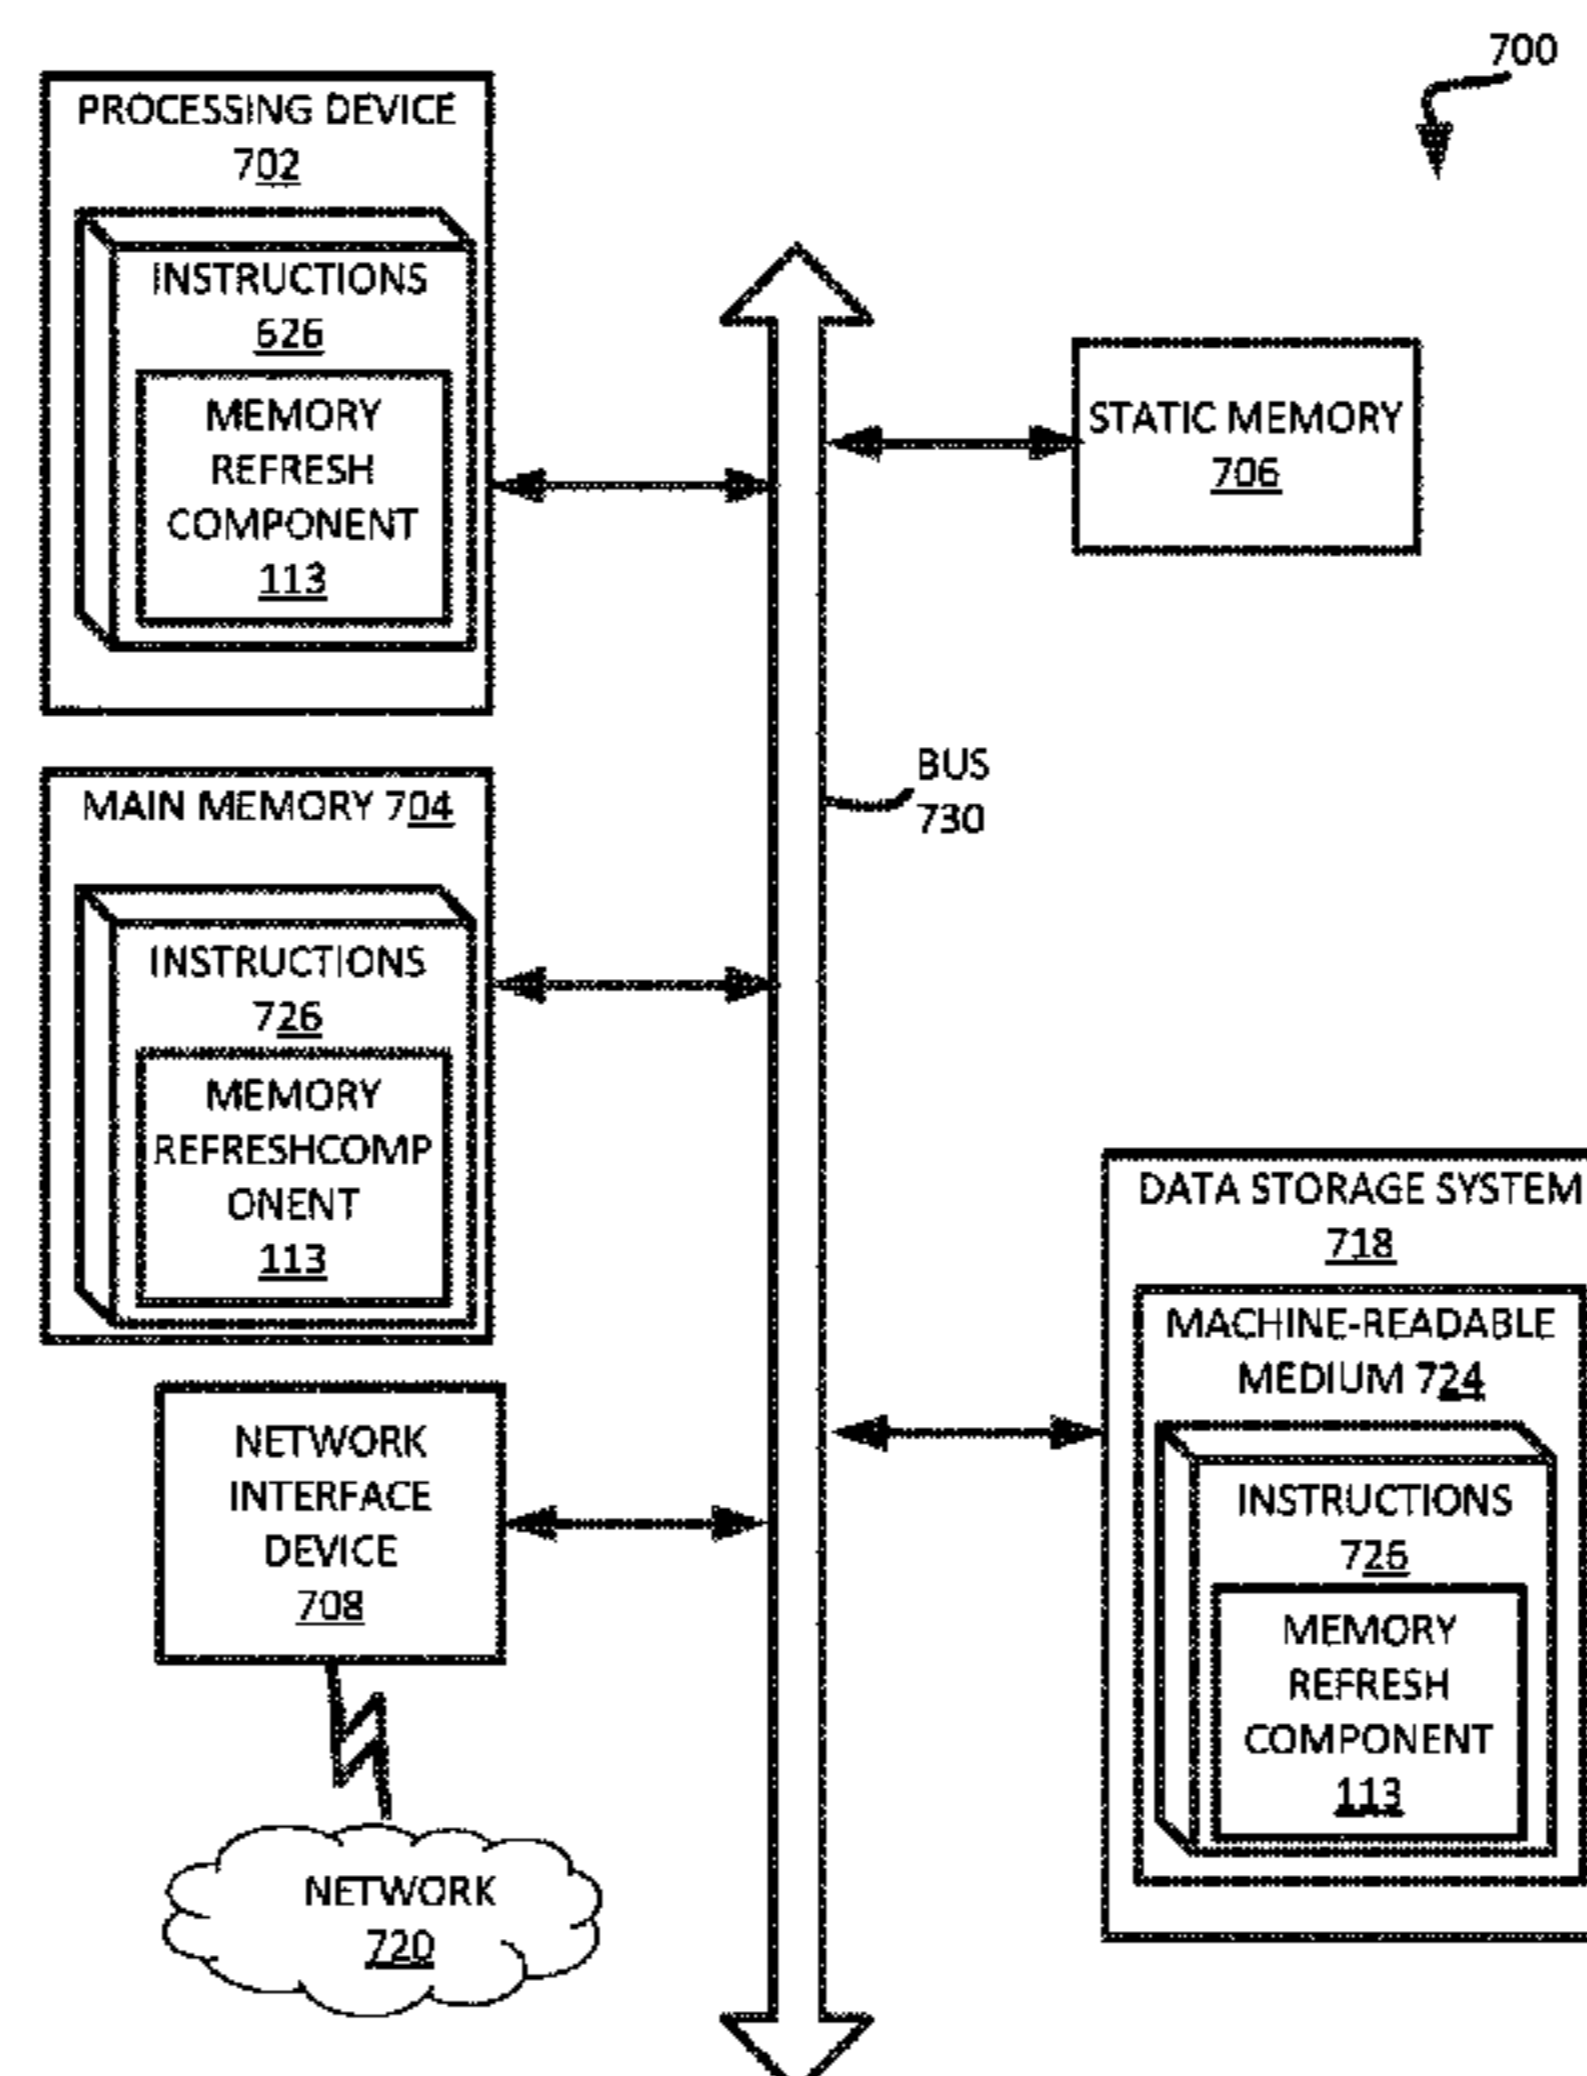 700
PROCESSING DEVICE
702
INSTRUCTIONS
626
MEMORY
REFRESH
COMPONENT
113
STATIC MEMORY
706
BUS
730
MAIN MEMORY 704
INSTRUCTIONS
726
MEMORY
REFRESHCOMP
ONENT
113
DATA STORAGE SYSTEM
718
MACHINE-READABLE
MEDIUM 724
INSTRUCTIONS
726
MEMORY
REFRESH
COMPONENT
113
NETWORK
INTERFACE
DEVICE
708
NETWORK
720